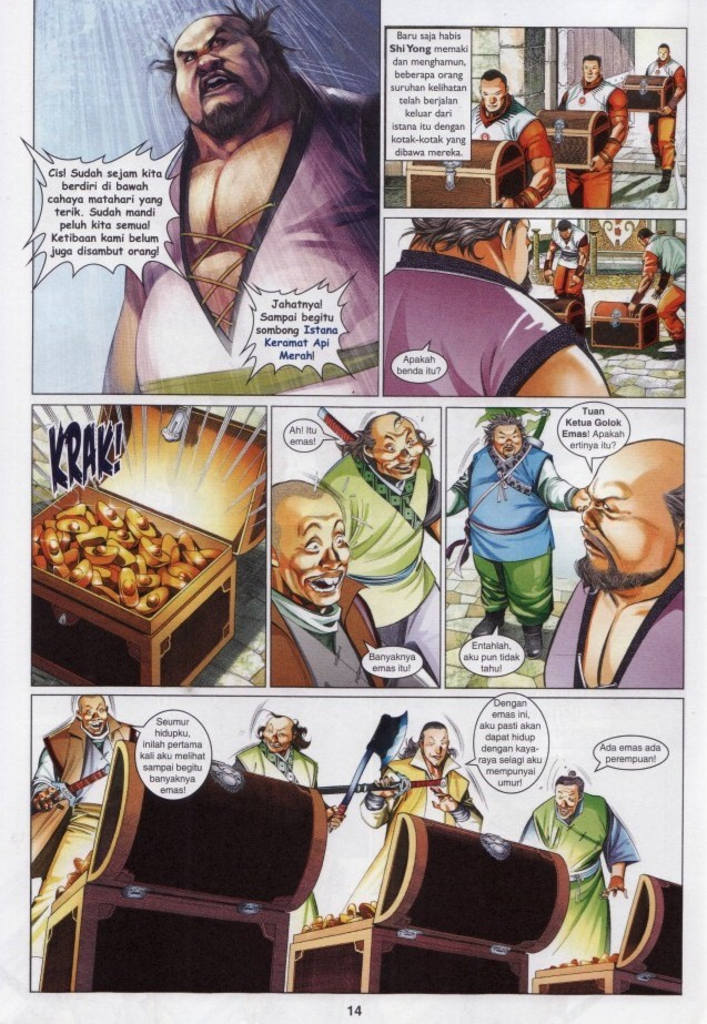 Cis! Sudah sejam kita
berdiri di bawah
cahaya matahari yang
terik. Sudah mandi
peluh kita semua!
Ketibaan kami belum
juga disambut orang!
Jahatnya!
Sampai begitu
sombong Istana
Keramat Api
Merah!
Baru saja habis
Shi Yong memaki
dan menghamun,
beberapa orang
suruhan kelihatan
telah berjalan
keluar dari
istana itu dengan
kotak-kotak yang
dibawa mereka.
Apakah
benda itu?
KRAK!
Ah! Itu
emas!
Banyaknya
emas itu!
Tuan
Ketua Golok
Emas! Apakah
ertinya itu?
Entahlah,
aku pun tidak
tahu!
Seumur
hidupku,
inilah pertama
kali aku melihat
sampai begitu
banyaknya
emas!
Dengan
emas ini,
aku pasti akan
dapat hidup
dengan kaya-
raya selagi aku
mempunyai
umur!
Ada emas ada
perempuan!
14